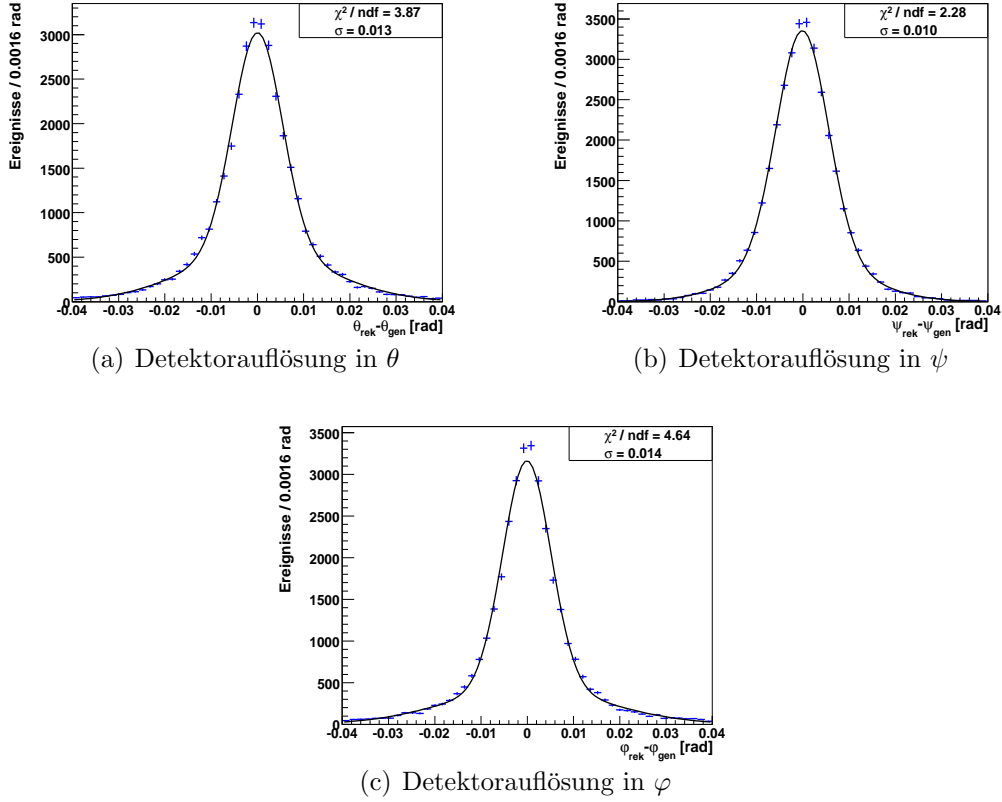 χ² / ndf = 3.87
σ = 0.013
Ereignisse / 0.0016 rad
3000
2500
2000
1500
1000
500
0
-0.04 -0.03 -0.02 -0.01 0 0.01 0.02 0.03 0.04
θrek-θgen [rad]
(a) Detektorauflösung in θ
χ² / ndf = 2.28
σ = 0.010
Ereignisse / 0.0016 rad
3500
3000
2500
2000
1500
1000
500
0
-0.04 -0.03 -0.02 -0.01 0 0.01 0.02 0.03 0.04
ψrek-ψgen [rad]
(b) Detektorauflösung in ψ
χ² / ndf = 4.64
σ = 0.014
Ereignisse / 0.0016 rad
3500
3000
2500
2000
1500
1000
500
0
-0.04 -0.03 -0.02 -0.01 0 0.01 0.02 0.03 0.04
φrek-φgen [rad]
(c) Detektorauflösung in φ